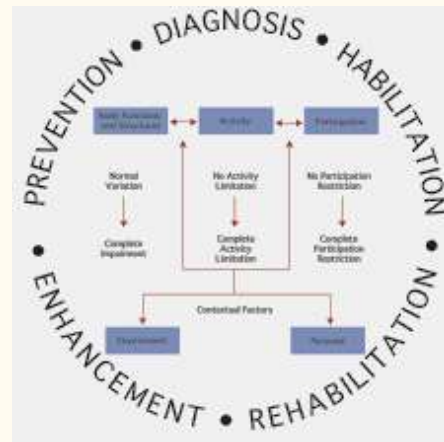 PREVENTION • DIAGNOSIS • HABILITATION •
REHABILITATION • ENHANCEMENT •
Body Functions
and Structures
Activity
Participation
Normal
Variation
No Activity
Limitation
No Participation
Restriction
Complete
Impairment
Complete
Activity
Limitation
Complete
Participation
Restriction
Contextual Factors
Environment
Personal